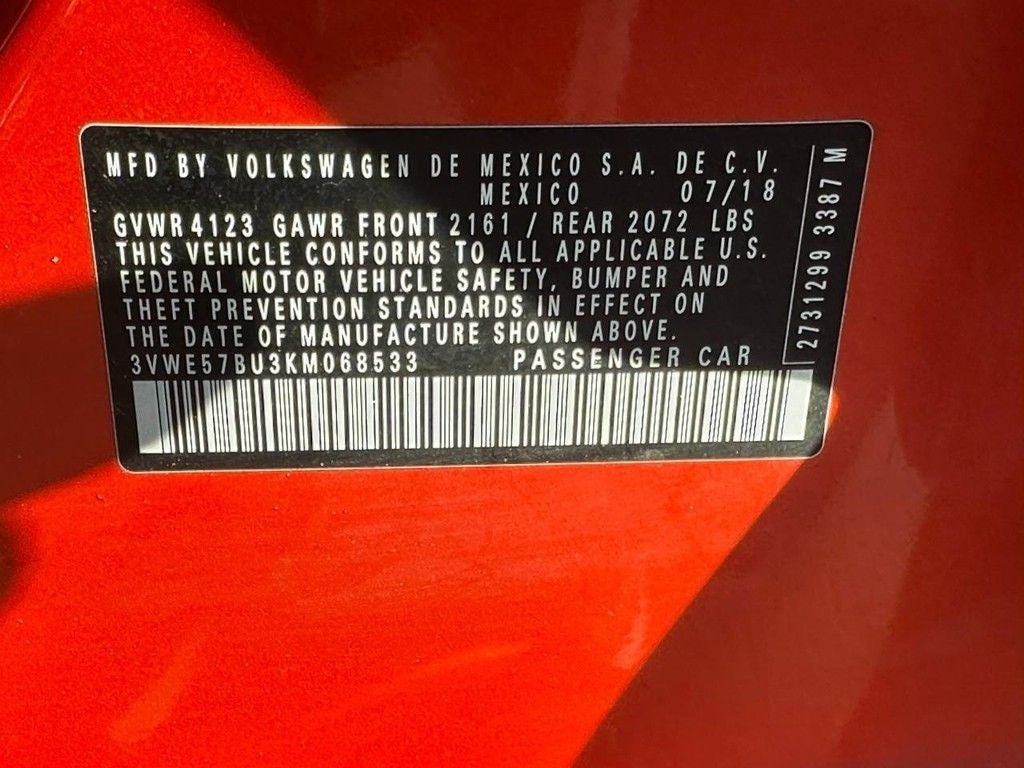 MFD BY VOLKSWAGEN DE MEXICO S.A. DE C.V.
MEXICO 07/18
GVWR 4123 GAWR FRONT 2161 / REAR 2072 LBS
THIS VEHICLE CONFORMS TO ALL APPLICABLE U.S.
FEDERAL MOTOR VEHICLE SAFETY, BUMPER AND
THEFT PREVENTION STANDARDS IN EFFECT ON
THE DATE OF MANUFACTURE SHOWN ABOVE.
3VWE57BU3KM068533 PASSENGER CAR
2731299 3387 M